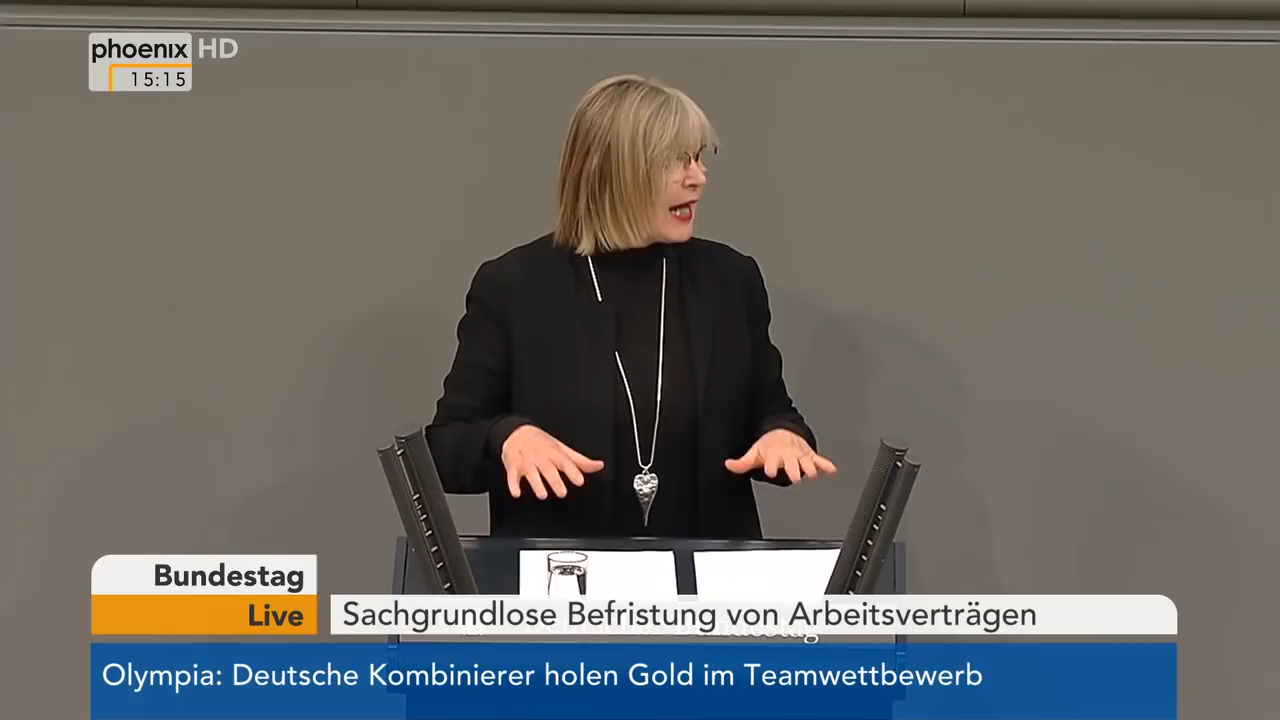 phoenix HD
15:15
Bundestag
Live
Sachgrundlose Befristung von Arbeitsverträgen
Olympia: Deutsche Kombinierer holen Gold im Teamwettbewerb